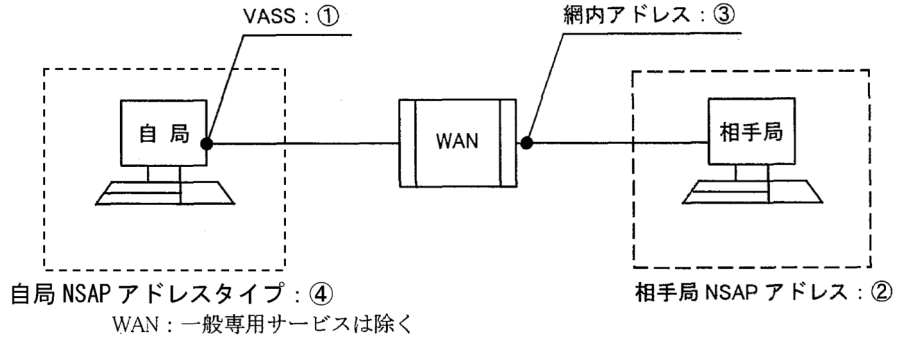 VASS：①
網内アドレス：③
自局
WAN
相手局
自局 NSAP アドレスタイプ：④
相手局 NSAP アドレス：②
WAN：一般専用サービスは除く